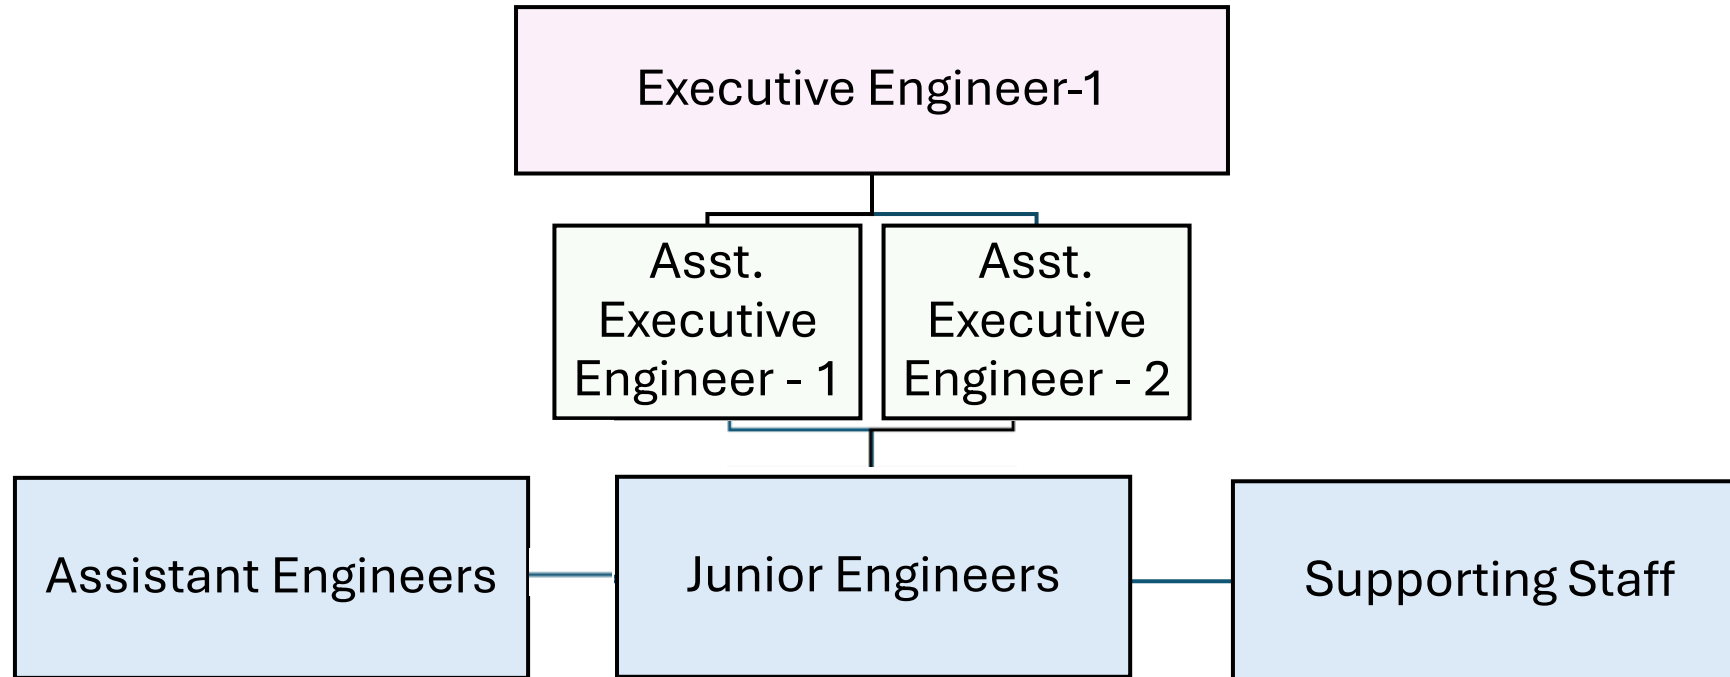 Executive Engineer-1
Asst.
Executive
Engineer - 1
Asst.
Executive
Engineer - 2
Assistant Engineers
Junior Engineers
Supporting Staff